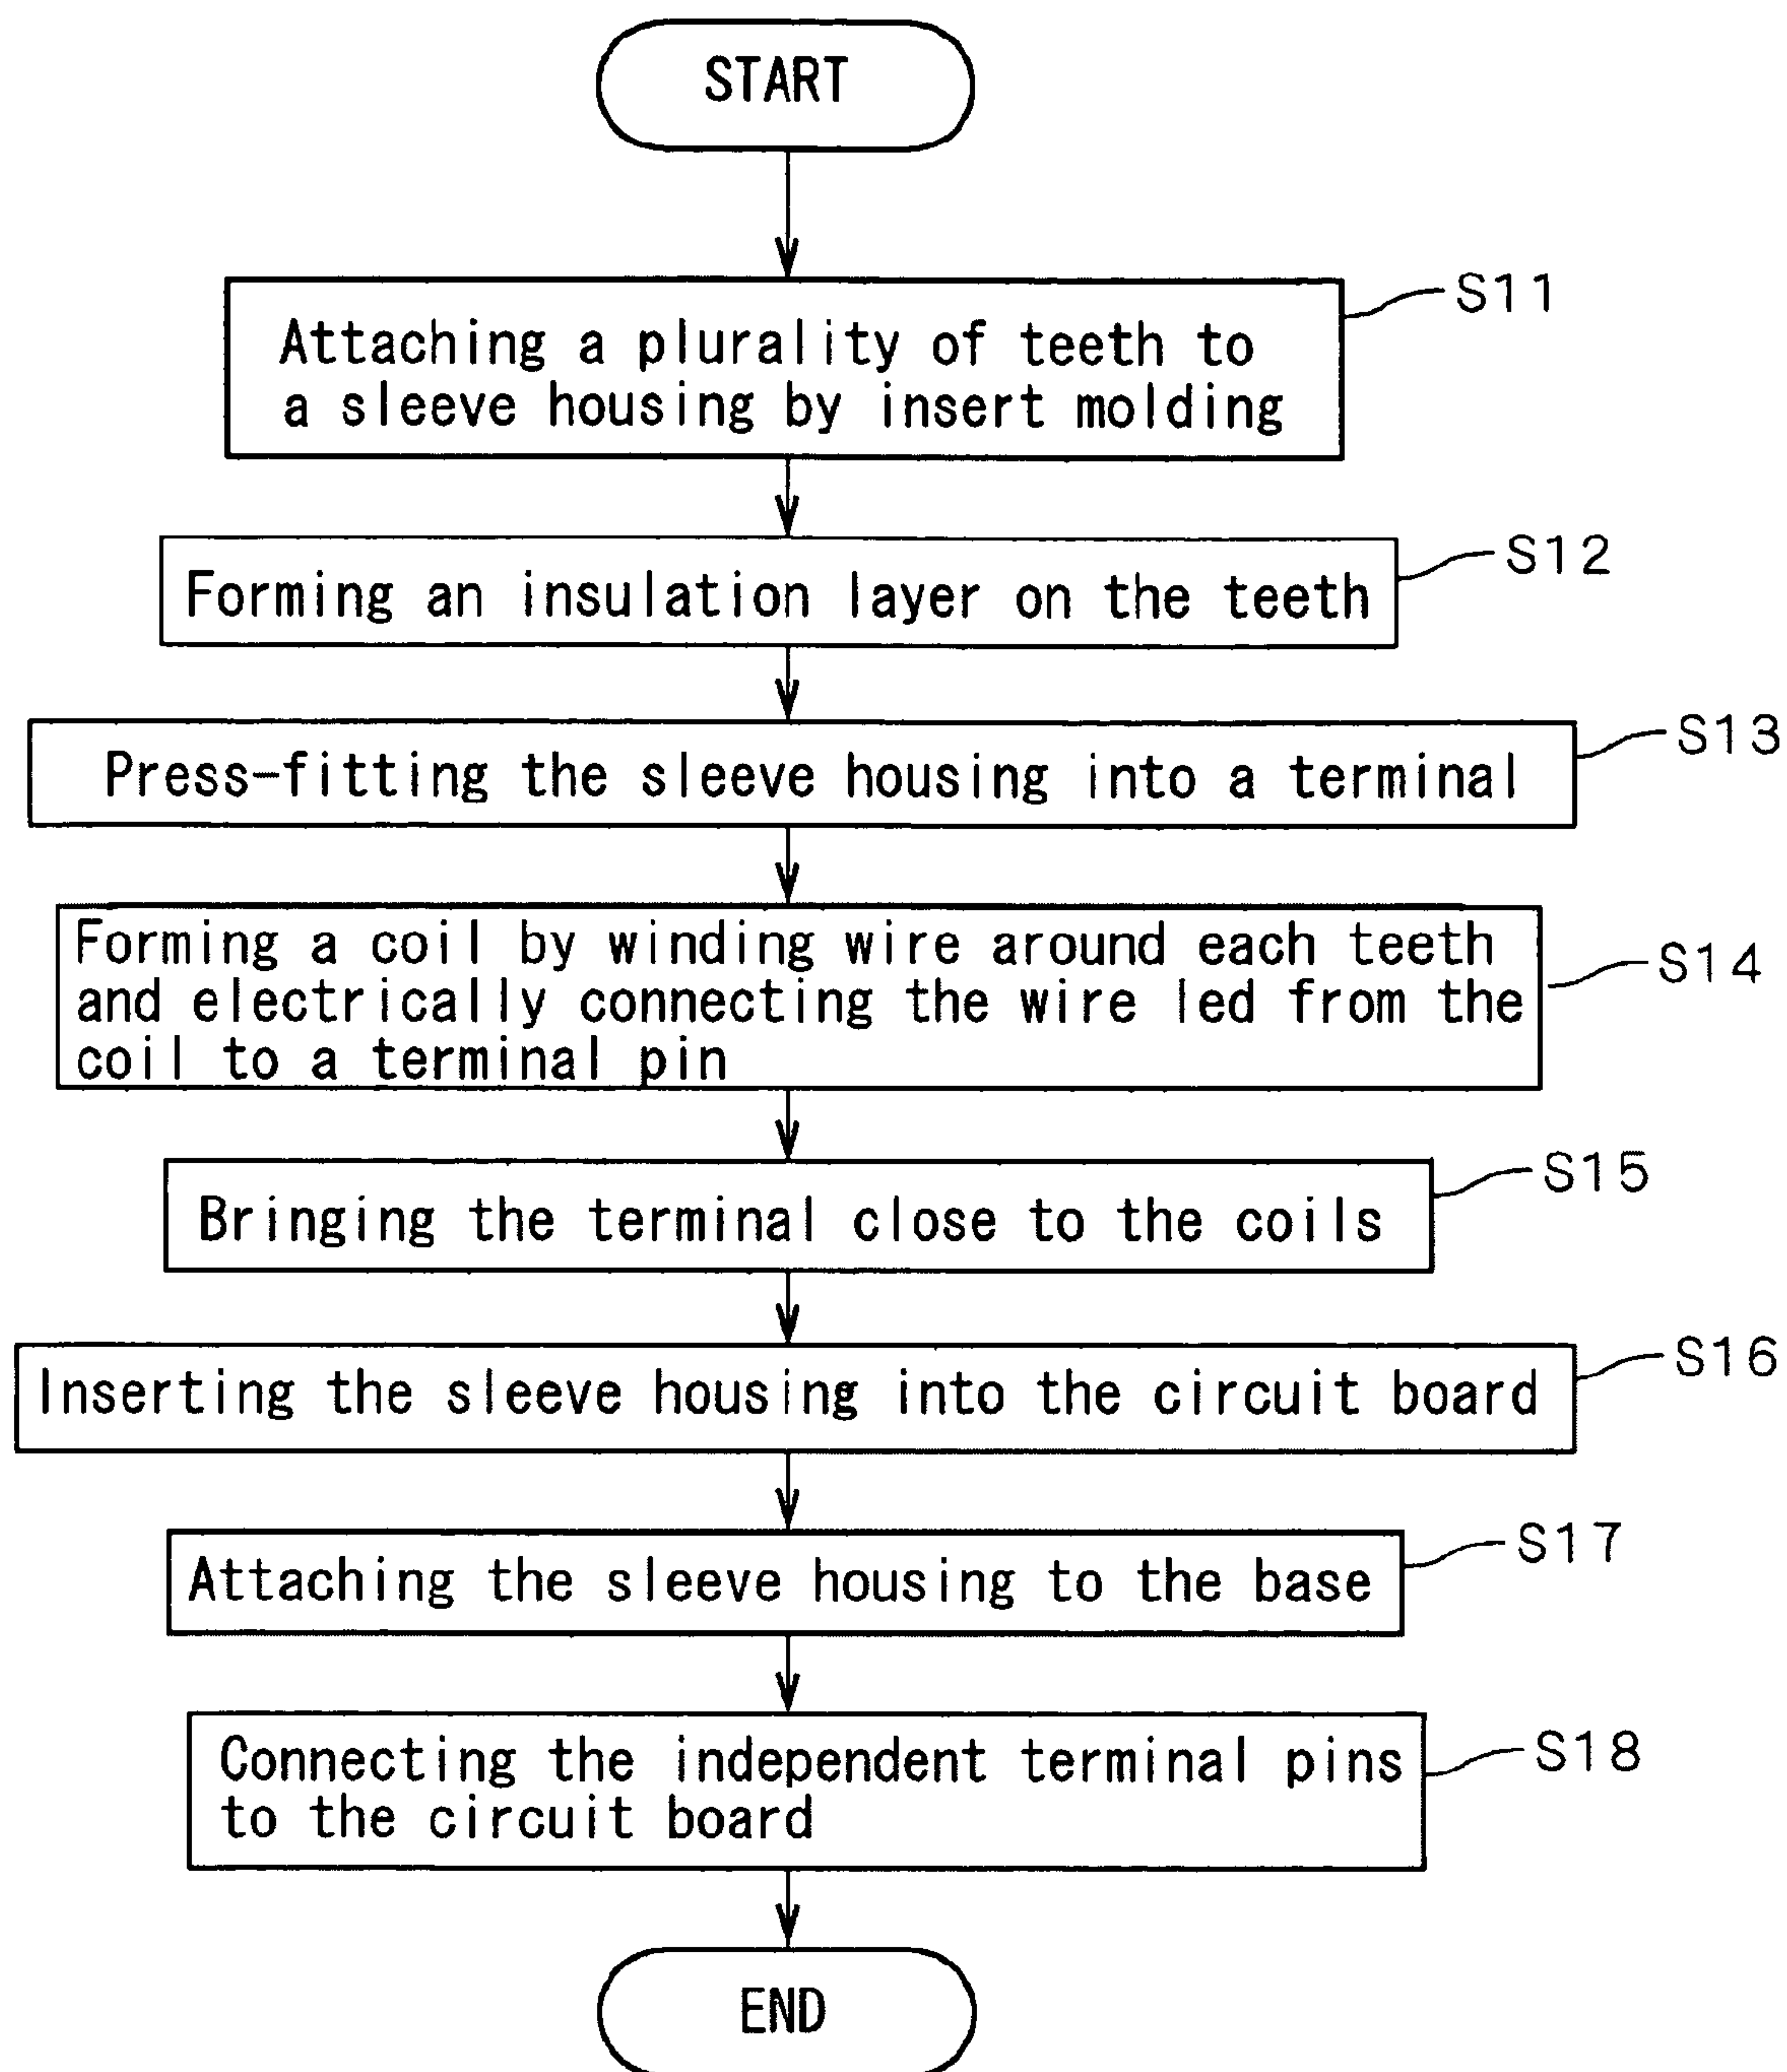 START
S11
Attaching a plurality of teeth to
a sleeve housing by insert molding
S12
Forming an insulation layer on the teeth
S13
Press-fitting the sleeve housing into a terminal
S14
Forming a coil by winding wire around each teeth
and electrically connecting the wire led from the
coil to a terminal pin
S15
Bringing the terminal close to the coils
S16
Inserting the sleeve housing into the circuit board
S17
Attaching the sleeve housing to the base
S18
Connecting the independent terminal pins
to the circuit board
END